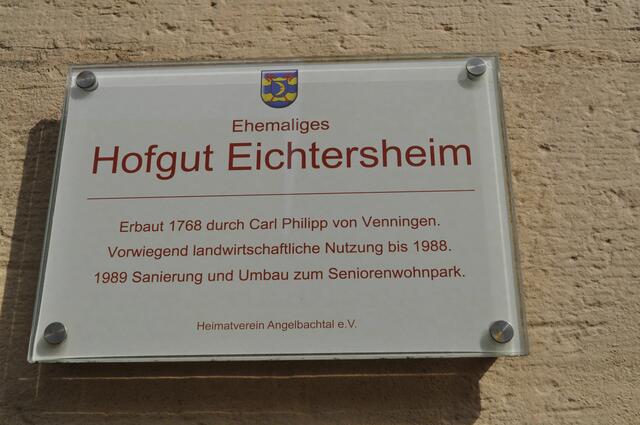 Ehemaliges
Hofgut Eichtersheim
Erbaut 1768 durch Carl Philipp von Venningen.
Vorwiegend landwirtschaftliche Nutzung bis 1988.
1989 Sanierung und Umbau zum Seniorenwohnpark.
Heimatverein Angelbachtal e.V.